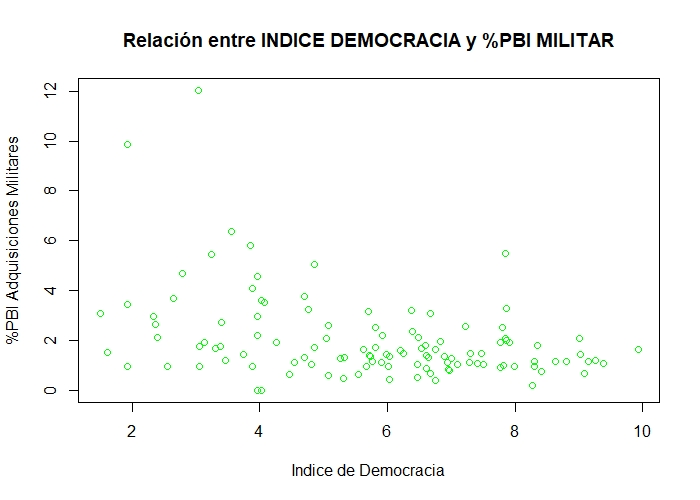 Relación entre INDICE DEMOCRACIA y %PBI MILITAR
12
10
8
6
4
2
0
%PBI Adquisiciones Militares
2 4 6 8 10
Indice de Democracia